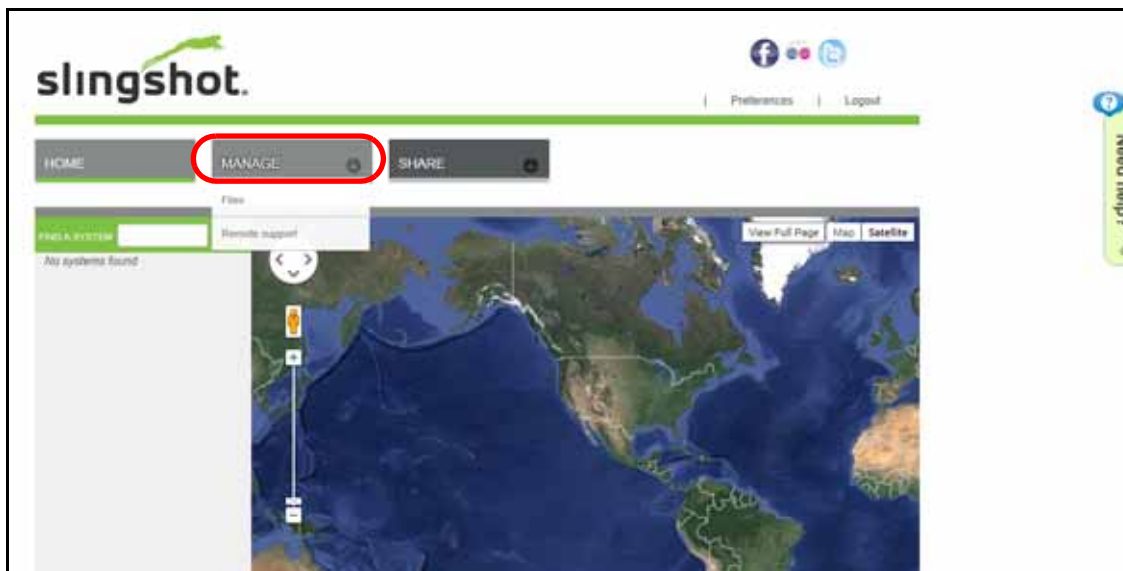 slingshot.
| Preferences | Logout
HOME
MANAGE
SHARE
Files
Remote support
FIND A SYSTEM
No systems found
View Full Page
Map
Satellite
Need help?